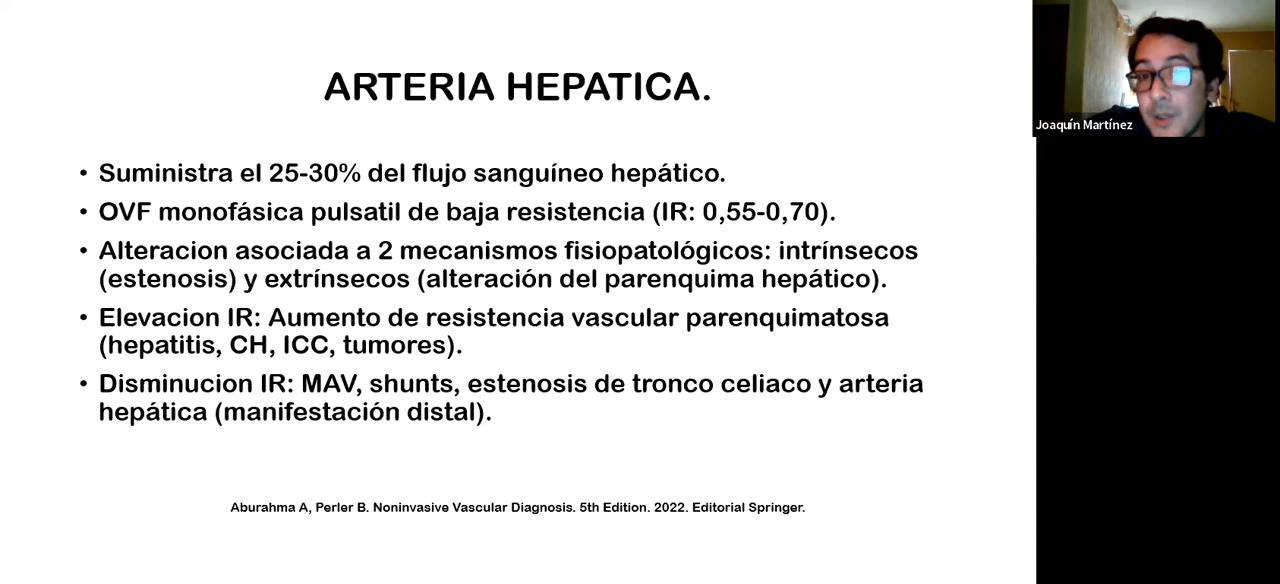 ARTERIA HEPATICA.
• Suministra el 25-30% del flujo sanguíneo hepático.
• OVF monofásica pulsatil de baja resistencia (IR: 0,55-0,70).
• Alteracion asociada a 2 mecanismos fisiopatológicos: intrínsecos
(estenosis) y extrínsecos (alteración del parenquima hepático).
• Elevacion IR: Aumento de resistencia vascular parenquimatosa
(hepatitis, CH, ICC, tumores).
• Disminucion IR: MAV, shunts, estenosis de tronco celiaco y arteria
hepática (manifestación distal).
Aburahma A, Perler B. Noninvasive Vascular Diagnosis. 5th Edition. 2022. Editorial Springer.
Joaquín Martínez